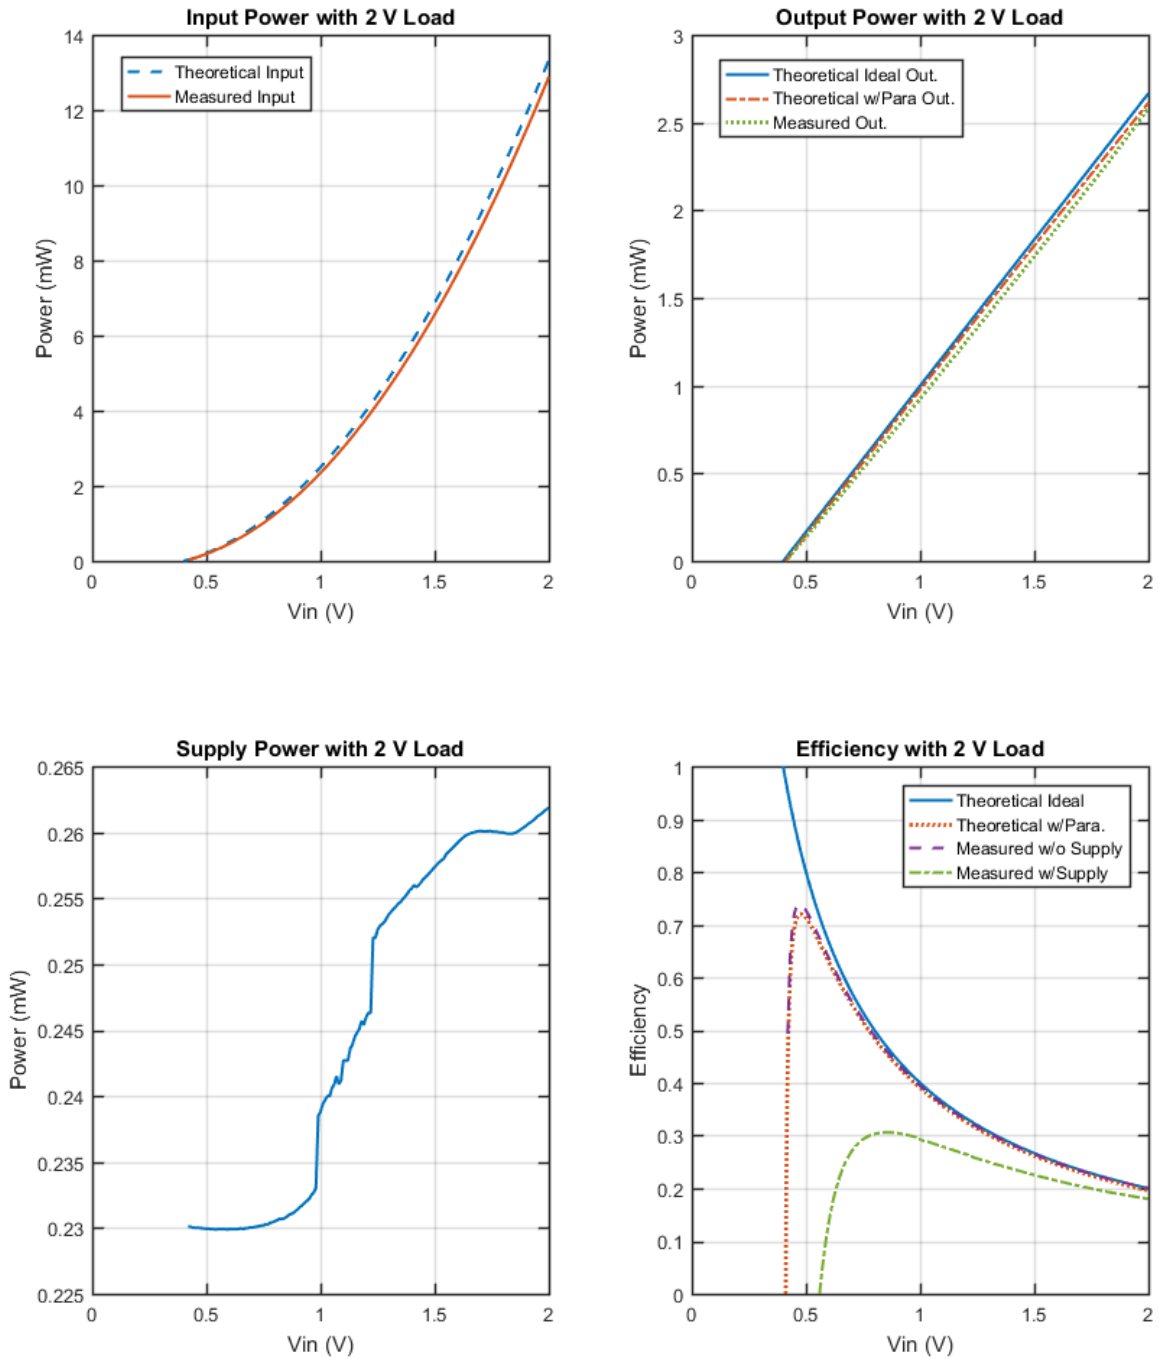 Input Power with 2 V Load
14
12
10
8
6
4
2
0
Power (mW)
Theoretical Input
Measured Input
0 0.5 1 1.5 2
Vin (V)
Output Power with 2 V Load
3
2.5
2
1.5
1
0.5
0
Power (mW)
Theoretical Ideal Out.
Theoretical w/Para Out.
Measured Out.
0 0.5 1 1.5 2
Vin (V)
Supply Power with 2 V Load
0.265
0.26
0.255
0.25
0.245
0.24
0.235
0.23
0.225
Power (mW)
0 0.5 1 1.5 2
Vin (V)
Efficiency with 2 V Load
1
0.9
0.8
0.7
0.6
0.5
0.4
0.3
0.2
0.1
0
Efficiency
Theoretical Ideal
Theoretical w/Para.
Measured w/o Supply
Measured w/Supply
0 0.5 1 1.5 2
Vin (V)